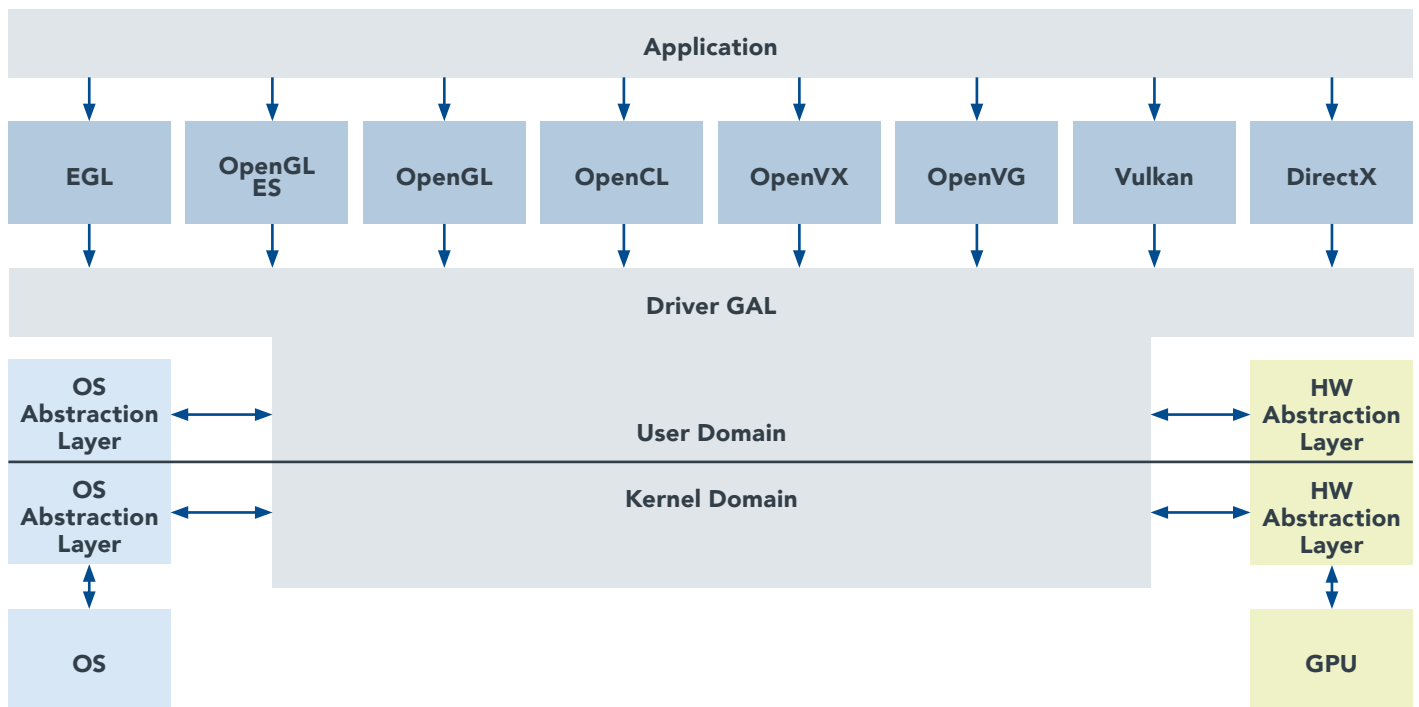 Application
EGL
OpenGL
ES
OpenGL
OpenCL
OpenVX
OpenVG
Vulkan
DirectX
Driver GAL
OS
Abstraction
Layer
User Domain
HW
Abstraction
Layer
OS
Abstraction
Layer
Kernel Domain
HW
Abstraction
Layer
OS
GPU